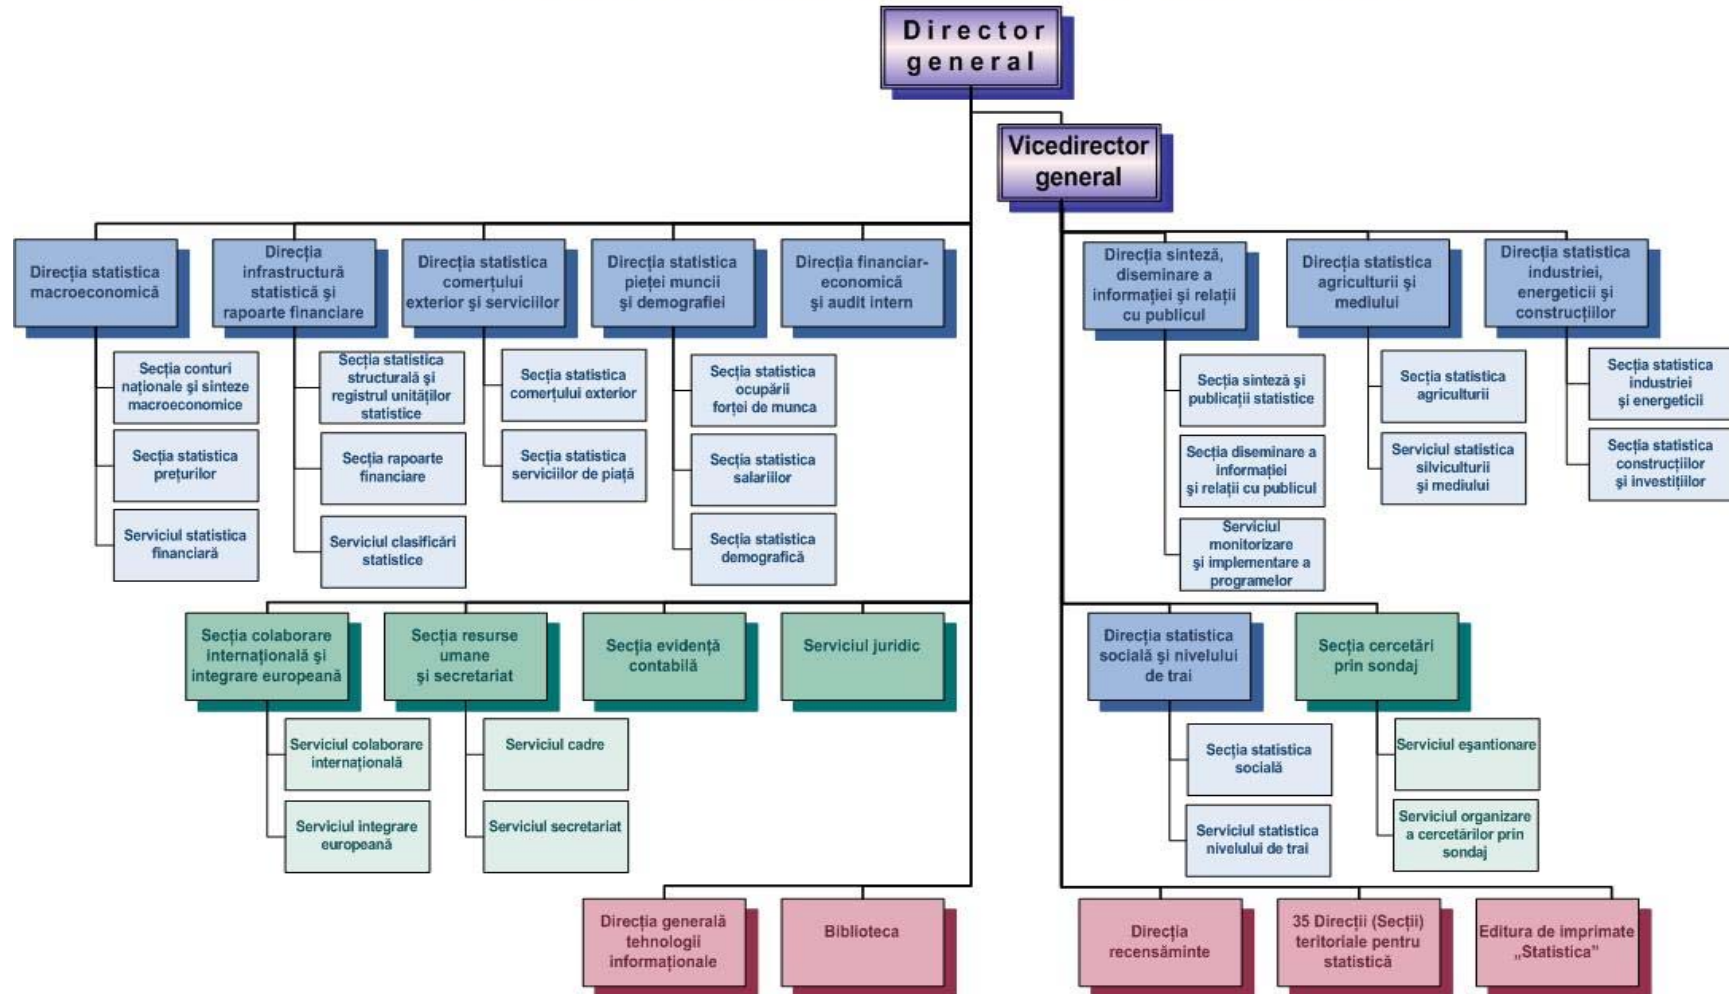 Director
general
Vicedirector
general
Direcția statistica
macroeconomică
Direcția
infrastructură
statistică și
rapoarte financiare
Direcția statistica
comerțului
exterior și serviciilor
Direcția statistica
pieței muncii
și demografiei
Direcția financiar-
economică
și audit intern
Direcția sinteză,
diseminare a
informației și relații
cu publicul
Direcția statistica
agriculturii și
mediului
Direcția statistica
industriei,
energeticii și
construcțiilor
Secția conturi
naționale și sinteze
macroeconomice
Secția statistica
prețurilor
Serviciul statistica
financiară
Secția statistica
structurală și
registrul unităților
statistice
Secția rapoarte
financiare
Serviciul clasificări
statistice
Secția statistica
comerțului exterior
Secția statistica
serviciilor de piață
Secția statistica
ocupării
forței de munca
Secția statistica
salariilor
Secția statistica
demografică
Secția sinteză și
publicații statistice
Secția diseminare a
informației
și relații cu publicul
Serviciul
monitorizare
și implementare a
programelor
Secția statistica
agriculturii
Serviciul statistica
silviculturii
și mediului
Secția statistica
industriei
și energeticii
Secția statistica
construcțiilor
și investițiilor
Secția colaborare
internațională și
integrare europeană
Secția resurse
umane
și secretariat
Secția evidență
contabilă
Serviciul juridic
Direcția statistica
socială și nivelului
de trai
Secția cercetări
prin sondaj
Serviciul colaborare
internațională
Serviciul integrare
europeană
Serviciul cadre
Serviciul secretariat
Secția statistica
socială
Serviciul statistica
nivelului de trai
Serviciul eșantionare
Serviciul organizare
a cercetărilor prin
sondaj
Direcția generală
tehnologii
informaționale
Biblioteca
Direcția
recensăminte
35 Direcții (Secții)
teritoriale pentru
statistică
Editura de imprimate
„Statistica”